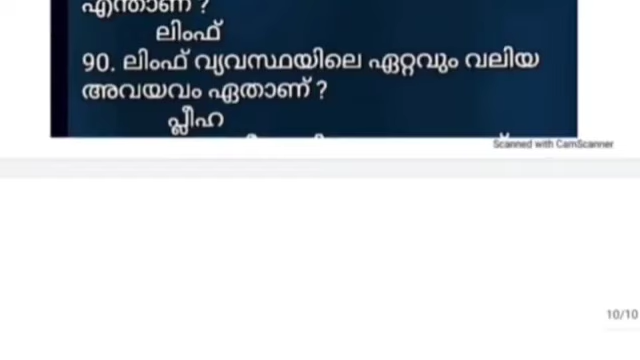 എന്താണ് ?
ലിംഫ്
90. ലിംഫ് വ്യവസ്ഥയിലെ ഏറ്റവും വലിയ
അവയവം ഏതാണ് ?
പ്ലീഹ
Scanned with CamScanner
10/10